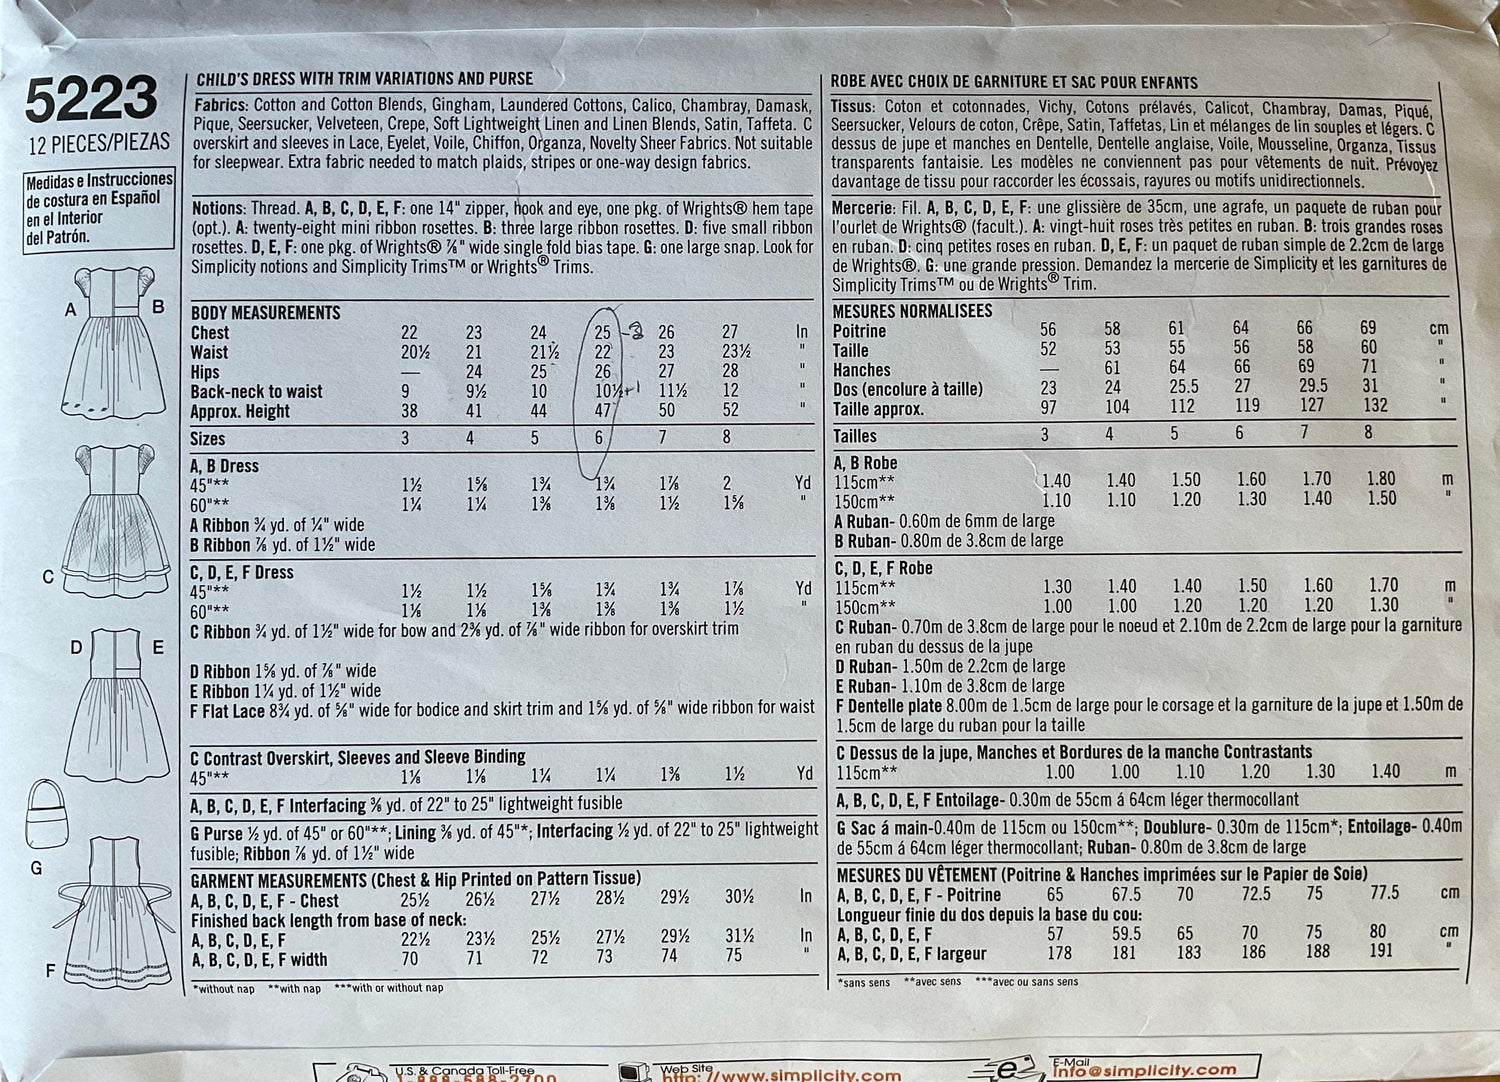 5223
12 PIECES/PIEZAS
Medidas e Instrucciones
de costura en Español
en el Interior
del Patrón.
A
B
C
D
E
G
F
CHILD'S DRESS WITH TRIM VARIATIONS AND PURSE
Fabrics: Cotton and Cotton Blends, Gingham, Laundered Cottons, Calico, Chambray, Damask,
Pique, Seersucker, Velveteen, Crepe, Soft Lightweight Linen and Linen Blends, Satin, Taffeta. C
overskirt and sleeves in Lace, Eyelet, Voile, Chiffon, Organza, Novelty Sheer Fabrics. Not suitable
for sleepwear. Extra fabric needed to match plaids, stripes or one-way design fabrics.
Notions: Thread. A, B, C, D, E, F: one 14" zipper, hook and eye, one pkg. of Wrights® hem tape
(opt.). A: twenty-eight mini ribbon rosettes. B: three large ribbon rosettes. D: five small ribbon
rosettes. D, E, F: one pkg. of Wrights® ⅞" wide single fold bias tape. G: one large snap. Look for
Simplicity notions and Simplicity Trims™ or Wrights® Trims.
BODY MEASUREMENTS
Chest 22 23 24 25 -3 26 27 In
Waist 20½ 21 21½ 22 23 23½ "
Hips — 24 25 26 27 28 "
Back-neck to waist 9 9½ 10 10½ +1 11½ 12 "
Approx. Height 38 41 44 47 50 52 "
Sizes 3 4 5 6 7 8
A, B Dress
45"** 1½ 1⅝ 1¾ 1¾ 1⅞ 2 Yd
60"** 1¼ 1¼ 1⅜ 1⅜ 1½ 1⅝ "
A Ribbon ¾ yd. of ¼" wide
B Ribbon ⅞ yd. of 1½" wide
C, D, E, F Dress
45"** 1½ 1½ 1⅝ 1¾ 1¾ 1⅞ Yd
60"** 1⅛ 1⅛ 1⅜ 1⅜ 1⅜ 1½ "
C Ribbon ¾ yd. of 1½" wide for bow and 2⅜ yd. of ⅞" wide ribbon for overskirt trim
D Ribbon 1⅝ yd. of ⅞" wide
E Ribbon 1¼ yd. of 1½" wide
F Flat Lace 8¾ yd. of ⅝" wide for bodice and skirt trim and 1⅝ yd. of ⅝" wide ribbon for waist
C Contrast Overskirt, Sleeves and Sleeve Binding
45"** 1⅛ 1⅛ 1¼ 1¼ 1⅜ 1½ Yd
A, B, C, D, E, F Interfacing ⅜ yd. of 22" to 25" lightweight fusible
G Purse ½ yd. of 45" or 60"**; Lining ⅜ yd. of 45"*; Interfacing ½ yd. of 22" to 25" lightweight
fusible; Ribbon ⅞ yd. of 1½" wide
GARMENT MEASUREMENTS (Chest & Hip Printed on Pattern Tissue)
A, B, C, D, E, F - Chest 25½ 26½ 27½ 28½ 29½ 30½ In
Finished back length from base of neck:
A, B, C, D, E, F 22½ 23½ 25½ 27½ 29½ 31½ In
A, B, C, D, E, F width 70 71 72 73 74 75 "
*without nap **with nap ***with or without nap
ROBE AVEC CHOIX DE GARNITURE ET SAC POUR ENFANTS
Tissus: Coton et cotonnades, Vichy, Cotons prélavés, Calicot, Chambray, Damas, Piqué,
Seersucker, Velours de coton, Crêpe, Satin, Taffetas, Lin et mélanges de lin souples et légers. C
dessus de jupe et manches en Dentelle, Dentelle anglaise, Voile, Mousseline, Organza, Tissus
transparents fantaisie. Les modèles ne conviennent pas pour vêtements de nuit. Prévoyez
davantage de tissu pour raccorder les écossais, rayures ou motifs unidirectionnels.
Mercerie: Fil. A, B, C, D, E, F: une glissière de 35cm, une agrafe, un paquet de ruban pour
l'ourlet de Wrights® (facult.). A: vingt-huit roses très petites en ruban. B: trois grandes roses
en ruban. D: cinq petites roses en ruban. D, E, F: un paquet de ruban simple de 2.2cm de large
de Wrights®. G: une grande pression. Demandez la mercerie de Simplicity et les garnitures de
Simplicity Trims™ ou de Wrights® Trim.
MESURES NORMALISEES
Poitrine 56 58 61 64 66 69 cm
Taille 52 53 55 56 58 60 "
Hanches — 61 64 66 69 71 "
Dos (encolure à taille) 23 24 25.5 27 29.5 31 "
Taille approx. 97 104 112 119 127 132 "
Tailles 3 4 5 6 7 8
A, B Robe
115cm** 1.40 1.40 1.50 1.60 1.70 1.80 m
150cm** 1.10 1.10 1.20 1.30 1.40 1.50 "
A Ruban- 0.60m de 6mm de large
B Ruban- 0.80m de 3.8cm de large
C, D, E, F Robe
115cm** 1.30 1.40 1.40 1.50 1.60 1.70 m
150cm** 1.00 1.00 1.20 1.20 1.20 1.30 "
C Ruban- 0.70m de 3.8cm de large pour le noeud et 2.10m de 2.2cm de large pour la garniture
en ruban du dessus de la jupe
D Ruban- 1.50m de 2.2cm de large
E Ruban- 1.10m de 3.8cm de large
F Dentelle plate 8.00m de 1.5cm de large pour le corsage et la garniture de la jupe et 1.50m de
1.5cm de large du ruban pour la taille
C Dessus de la jupe, Manches et Bordures de la manche Contrastants
115cm** 1.00 1.00 1.10 1.20 1.30 1.40 m
A, B, C, D, E, F Entoilage- 0.30m de 55cm á 64cm léger thermocollant
G Sac á main-0.40m de 115cm ou 150cm**; Doublure- 0.30m de 115cm*; Entoilage- 0.40m
de 55cm á 64cm léger thermocollant; Ruban- 0.80m de 3.8cm de large
MESURES DU VÊTEMENT (Poitrine & Hanches imprimées sur le Papier de Soie)
A, B, C, D, E, F - Poitrine 65 67.5 70 72.5 75 77.5 cm
Longueur finie du dos depuis la base du cou:
A, B, C, D, E, F 57 59.5 65 70 75 80 cm
A, B, C, D, E, F largeur 178 181 183 186 188 191 "
*sans sens **avec sens ***avec ou sans sens
U.S. & Canada Toll-Free
1-888-588-2700
Web Site
http://www.simplicity.com
E-Mail
info@simplicity.com